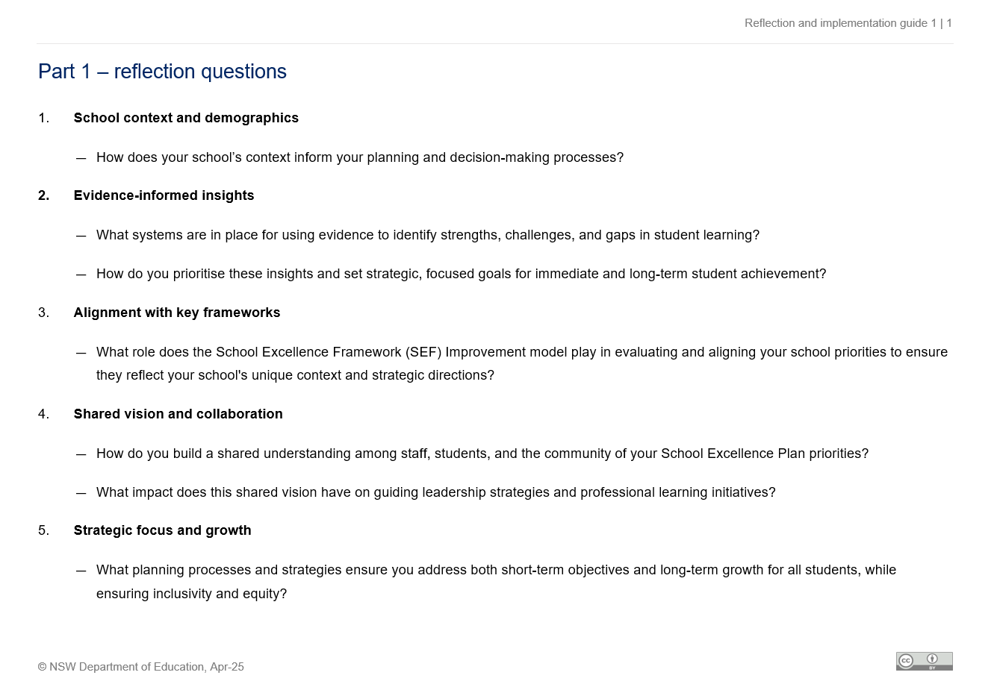 Reflection and implementation guide 1 | 1
Part 1 – reflection questions
1. School context and demographics
— How does your school’s context inform your planning and decision-making processes?
2. Evidence-informed insights
— What systems are in place for using evidence to identify strengths, challenges, and gaps in student learning?
— How do you prioritise these insights and set strategic, focused goals for immediate and long-term student achievement?
3. Alignment with key frameworks
— What role does the School Excellence Framework (SEF) Improvement model play in evaluating and aligning your school priorities to ensure
they reflect your school's unique context and strategic directions?
4. Shared vision and collaboration
— How do you build a shared understanding among staff, students, and the community of your School Excellence Plan priorities?
— What impact does this shared vision have on guiding leadership strategies and professional learning initiatives?
5. Strategic focus and growth
— What planning processes and strategies ensure you address both short-term objectives and long-term growth for all students, while
ensuring inclusivity and equity?
© NSW Department of Education, Apr-25
cc BY